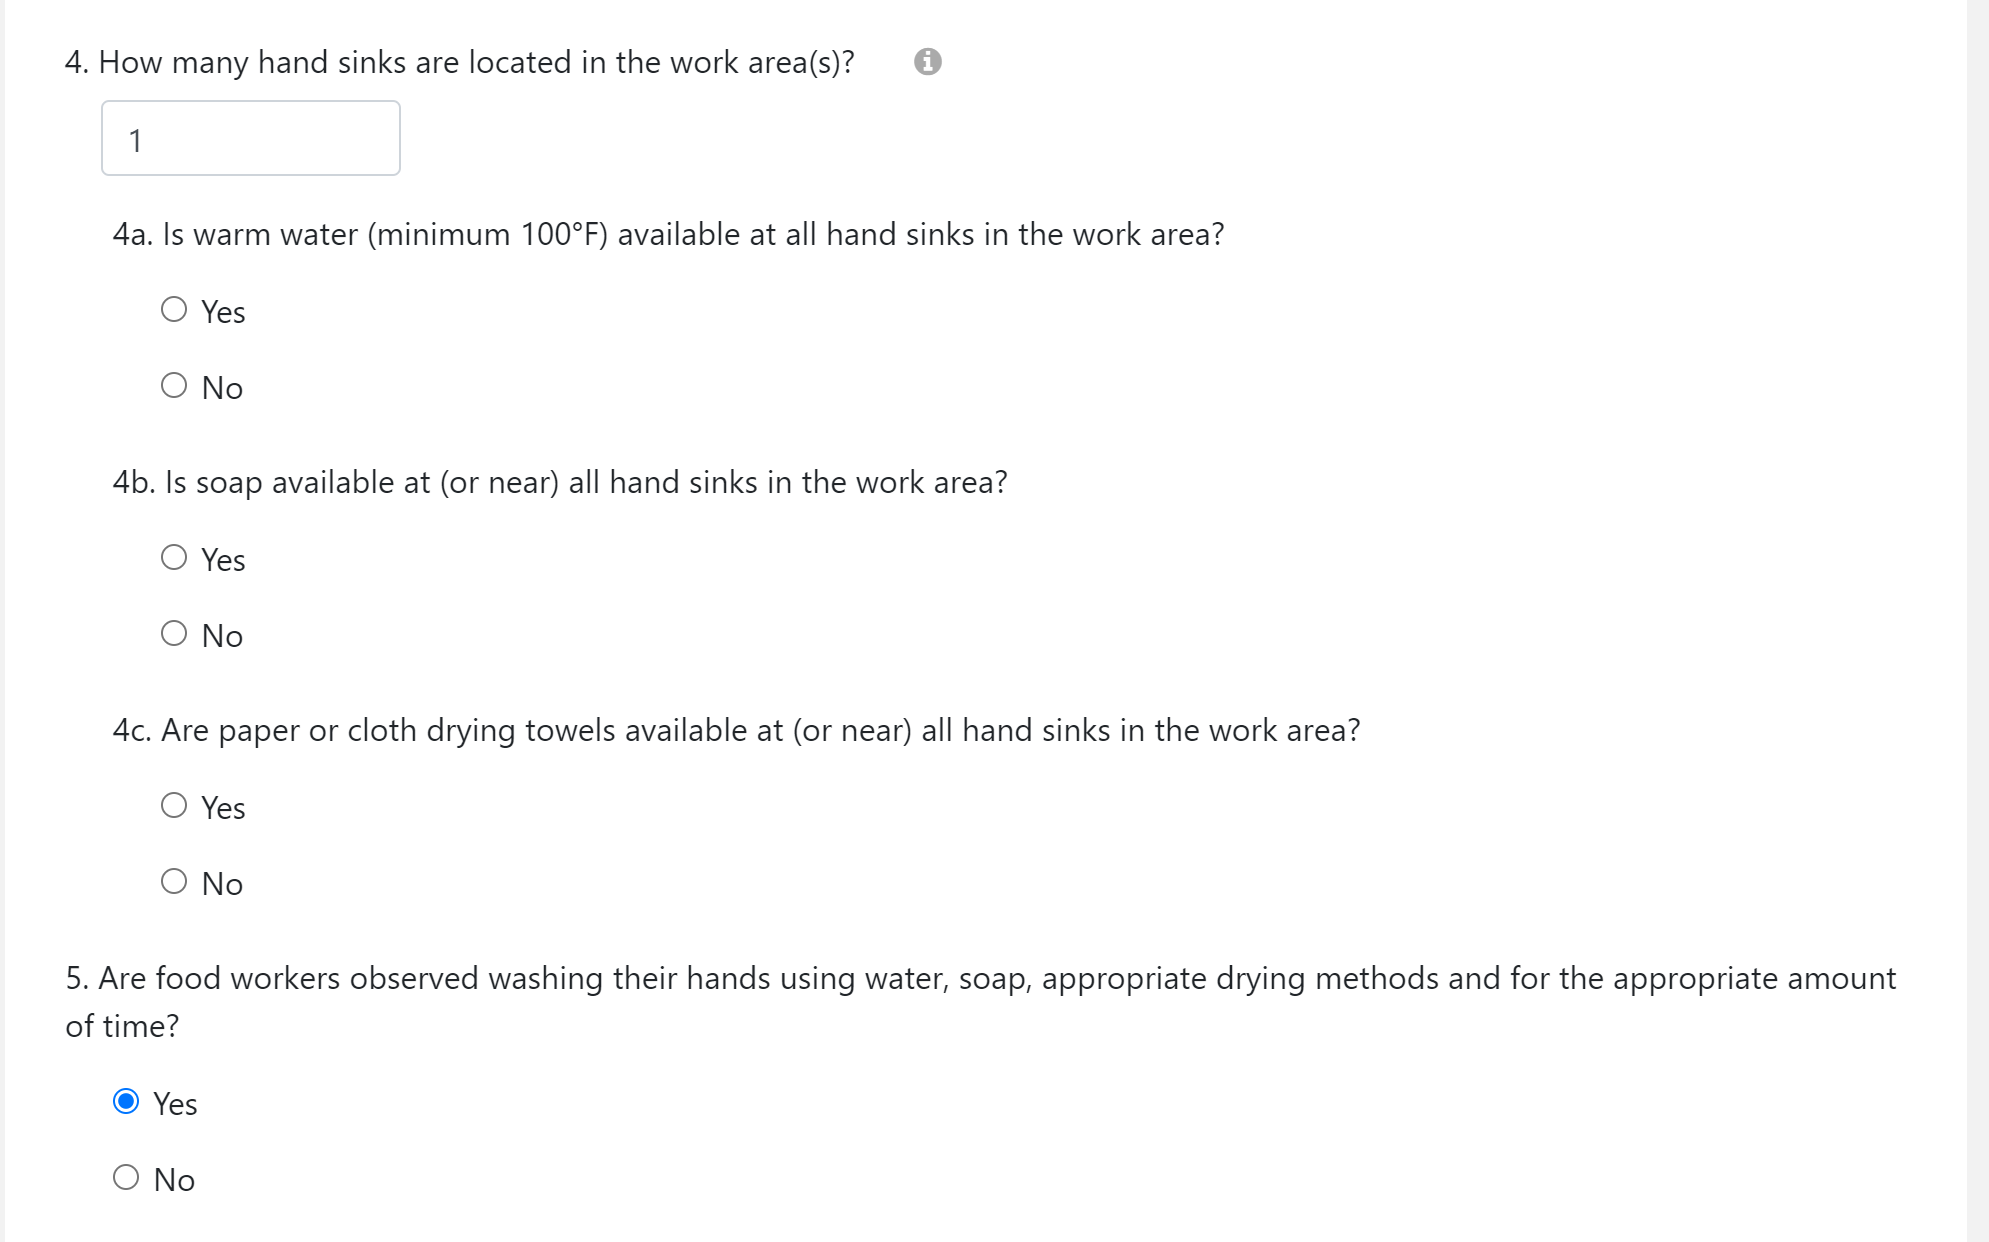 4. How many hand sinks are located in the work area(s)?
1
4a. Is warm water (minimum 100°F) available at all hand sinks in the work area?
Yes
No
4b. Is soap available at (or near) all hand sinks in the work area?
Yes
No
4c. Are paper or cloth drying towels available at (or near) all hand sinks in the work area?
Yes
No
5. Are food workers observed washing their hands using water, soap, appropriate drying methods and for the appropriate amount
of time?
Yes
No